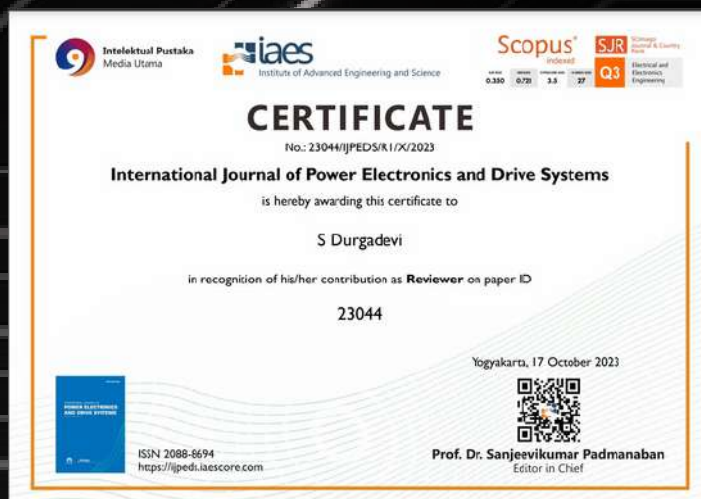 Intelektual Pustaka
Media Utama
iaes
Institute of Advanced Engineering and Science
Scopus
indexed
0.350 0.721 3.5 27
SJR
Q3
Electrical and
Electronics
Engineering
CERTIFICATE
No.: 23044/IJPEDS/R1/X/2023
International Journal of Power Electronics and Drive Systems
is hereby awarding this certificate to
S Durgadevi
in recognition of his/her contribution as Reviewer on paper ID
23044
Yogyakarta, 17 October 2023
POWER ELECTRONICS
AND DRIVE SYSTEMS
ISSN 2088-8694
https://ijpeds.iaescore.com
Prof. Dr. Sanjeevikumar Padmanaban
Editor in Chief